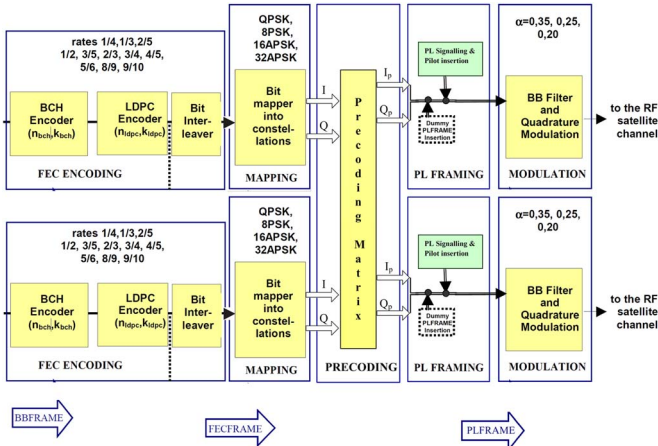 rates 1/4,1/3,2/5
1/2, 3/5, 2/3, 3/4, 4/5,
5/6, 8/9, 9/10
BCH
Encoder
(nbch,kbch)
LDPC
Encoder
(nldpc,kldpc)
Bit
Inter-
leaver
FEC ENCODING
QPSK,
8PSK,
16APSK,
32APSK
Bit
mapper
into
constel-
lations
MAPPING
I
Q
Precoding Matrix
PRECODING
Ip
Qp
PL Signalling &
Pilot insertion
Dummy
PLFRAME
Insertion
PL FRAMING
α=0,35, 0,25,
0,20
BB Filter
and
Quadrature
Modulation
MODULATION
to the RF
satellite
channel
rates 1/4,1/3,2/5
1/2, 3/5, 2/3, 3/4, 4/5,
5/6, 8/9, 9/10
BCH
Encoder
(nbch,kbch)
LDPC
Encoder
(nldpc,kldpc)
Bit
Inter-
leaver
FEC ENCODING
QPSK,
8PSK,
16APSK,
32APSK
Bit
mapper
into
constel-
lations
MAPPING
I
Q
Ip
Qp
PL Signalling &
Pilot insertion
Dummy
PLFRAME
Insertion
PL FRAMING
α=0,35, 0,25,
0,20
BB Filter
and
Quadrature
Modulation
MODULATION
to the RF
satellite
channel
BBFRAME
FECFRAME
PLFRAME